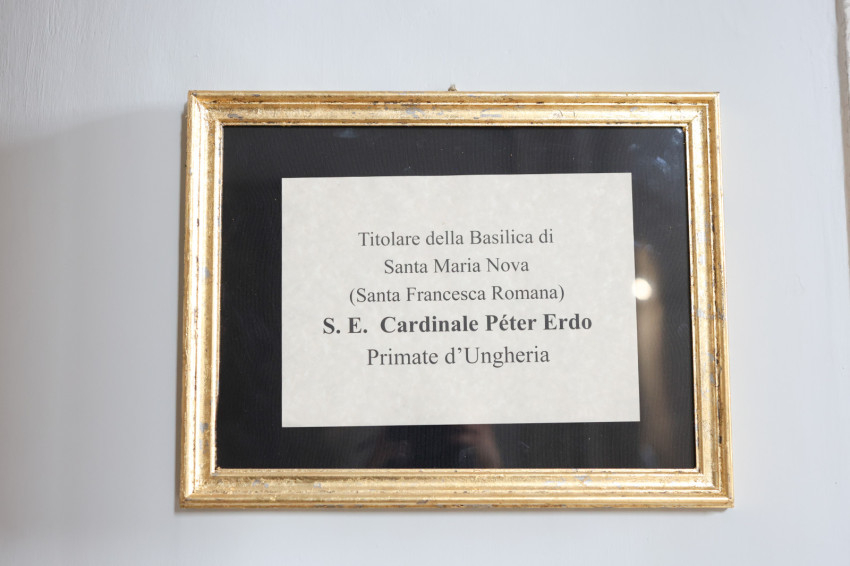 Titolare della Basilica di
Santa Maria Nova
(Santa Francesca Romana)
S. E.  Cardinale Péter Erdo
Primate d’Ungheria